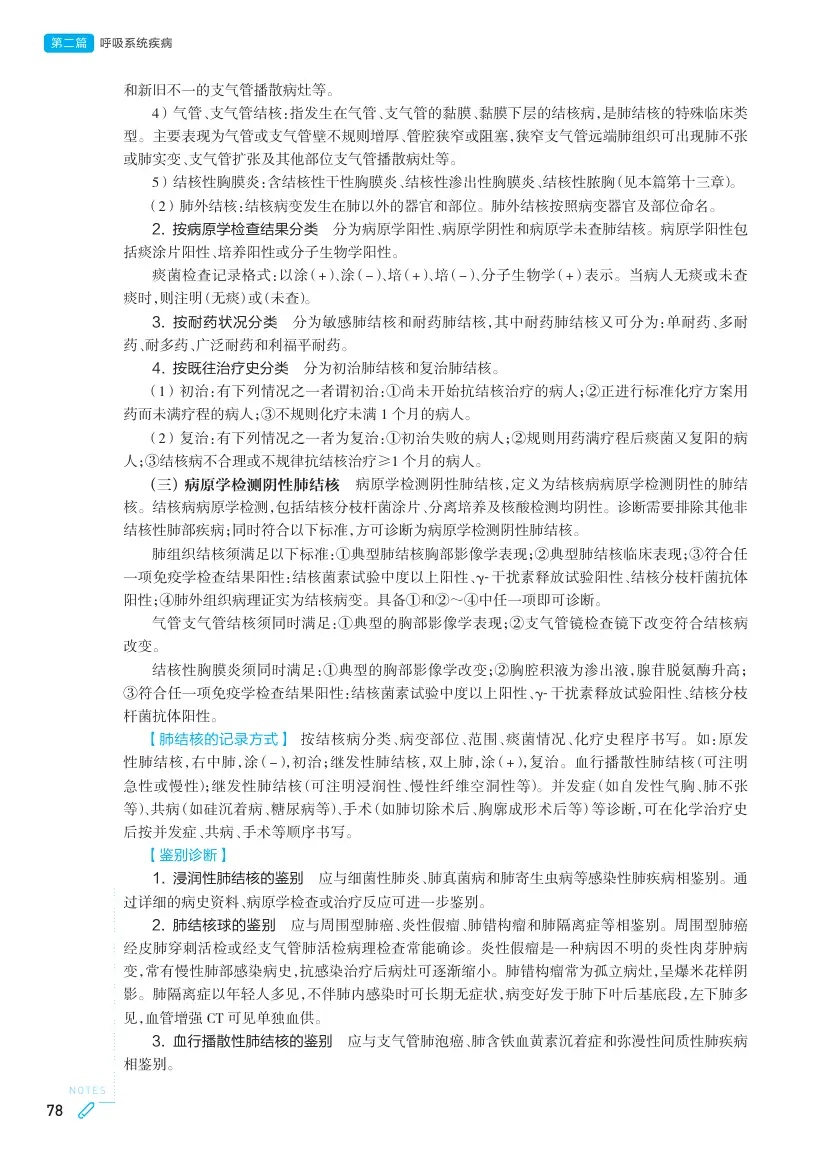 第二篇 呼吸系统疾病
和新旧不一的支气管播散病灶等。
4）气管、支气管结核：指发生在气管、支气管的黏膜、黏膜下层的结核病，是肺结核的特殊临床类
型。主要表现为气管或支气管壁不规则增厚、管腔狭窄或阻塞，狭窄支气管远端肺组织可出现肺不张
或肺实变、支气管扩张及其他部位支气管播散病灶等。
5）结核性胸膜炎：含结核性干性胸膜炎、结核性渗出性胸膜炎、结核性脓胸（见本篇第十三章）。
（2）肺外结核：结核病变发生在肺以外的器官和部位。肺外结核按照病变器官及部位命名。
2. 按病原学检查结果分类 分为病原学阳性、病原学阴性和病原学未查肺结核。病原学阳性包
括痰涂片阳性、培养阳性或分子生物学阳性。
痰菌检查记录格式：以涂（+）、涂（-）、培（+）、培（-）、分子生物学（+）表示。当病人无痰或未查
痰时，则注明（无痰）或（未查）。
3. 按耐药状况分类 分为敏感肺结核和耐药肺结核，其中耐药肺结核又可分为：单耐药、多耐
药、耐多药、广泛耐药和利福平耐药。
4. 按既往治疗史分类 分为初治肺结核和复治肺结核。
（1）初治：有下列情况之一者谓初治：①尚未开始抗结核治疗的病人；②正进行标准化疗方案用
药而未满疗程的病人；③不规则化疗未满 1 个月的病人。
（2）复治：有下列情况之一者为复治：①初治失败的病人；②规则用药满疗程后痰菌又复阳的病
人；③结核病不合理或不规律抗结核治疗≥1 个月的病人。
（三）病原学检测阴性肺结核 病原学检测阴性肺结核，定义为结核病病原学检测阴性的肺结
核。结核病病原学检测，包括结核分枝杆菌涂片、分离培养及核酸检测均阴性。诊断需要排除其他非
结核性肺部疾病；同时符合以下标准，方可诊断为病原学检测阴性肺结核。
肺组织结核须满足以下标准：①典型肺结核胸部影像学表现；②典型肺结核临床表现；③符合任
一项免疫学检查结果阳性：结核菌素试验中度以上阳性、γ-干扰素释放试验阳性、结核分枝杆菌抗体
阳性；④肺外组织病理证实为结核病变。具备①和②～④中任一项即可诊断。
气管支气管结核须同时满足：①典型的胸部影像学表现；②支气管镜检查镜下改变符合结核病
改变。
结核性胸膜炎须同时满足：①典型的胸部影像学改变；②胸腔积液为渗出液，腺苷脱氨酶升高；
③符合任一项免疫学检查结果阳性：结核菌素试验中度以上阳性、γ-干扰素释放试验阳性、结核分枝
杆菌抗体阳性。
【肺结核的记录方式】 按结核病分类、病变部位、范围、痰菌情况、化疗史程序书写。如：原发
性肺结核，右中肺，涂（-），初治；继发性肺结核，双上肺，涂（+），复治。血行播散性肺结核（可注明
急性或慢性）；继发性肺结核（可注明浸润性、慢性纤维空洞性等）。并发症（如自发性气胸、肺不张
等）、共病（如硅沉着病、糖尿病等）、手术（如肺切除术后、胸廓成形术后等）等诊断，可在化学治疗史
后按并发症、共病、手术等顺序书写。
【鉴别诊断】
1. 浸润性肺结核的鉴别 应与细菌性肺炎、肺真菌病和肺寄生虫病等感染性肺疾病相鉴别。通
过详细的病史资料、病原学检查或治疗反应可进一步鉴别。
2. 肺结核球的鉴别 应与周围型肺癌、炎性假瘤、肺错构瘤和肺隔离症等相鉴别。周围型肺癌
经皮肺穿刺活检或经支气管肺活检病理检查常能确诊。炎性假瘤是一种病因不明的炎性肉芽肿病
变，常有慢性肺部感染病史，抗感染治疗后病灶可逐渐缩小。肺错构瘤常为孤立病灶，呈爆米花样阴
影。肺隔离症以年轻人多见，不伴肺内感染时可长期无症状，病变好发于肺下叶后基底段，左下肺多
见，血管增强 CT 可见单独血供。
3. 血行播散性肺结核的鉴别 应与支气管肺泡癌、肺含铁血黄素沉着症和弥漫性间质性肺疾病
相鉴别。
NOTES
78